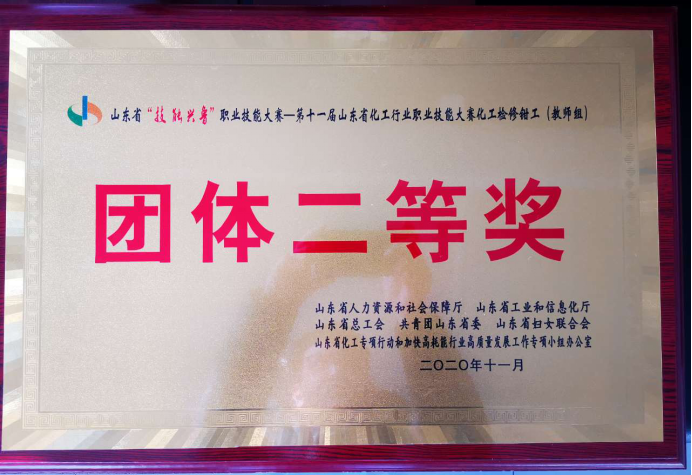 山东省“技能兴鲁”职业技能大赛—第十一届山东省化工行业职业技能大赛化工检修钳工（教师组）
团体二等奖
山东省人力资源和社会保障厅 山东省工业和信息化厅
山东省总工会 共青团山东省委 山东省妇女联合会
山东省化工专项行动和加快高耗能行业高质量发展工作专项小组办公室
二〇二〇年十一月